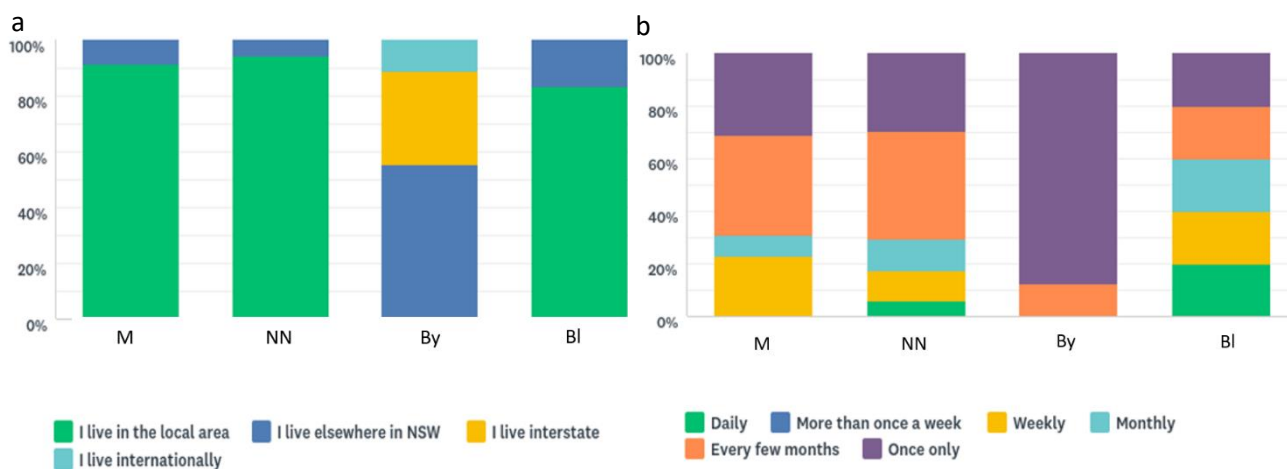 a
100%
80%
60%
40%
20%
0%
M NN By Bl
I live in the local area I live elsewhere in NSW I live interstate
I live internationally
b
100%
80%
60%
40%
20%
0%
M NN By Bl
Daily More than once a week Weekly Monthly
Every few months Once only